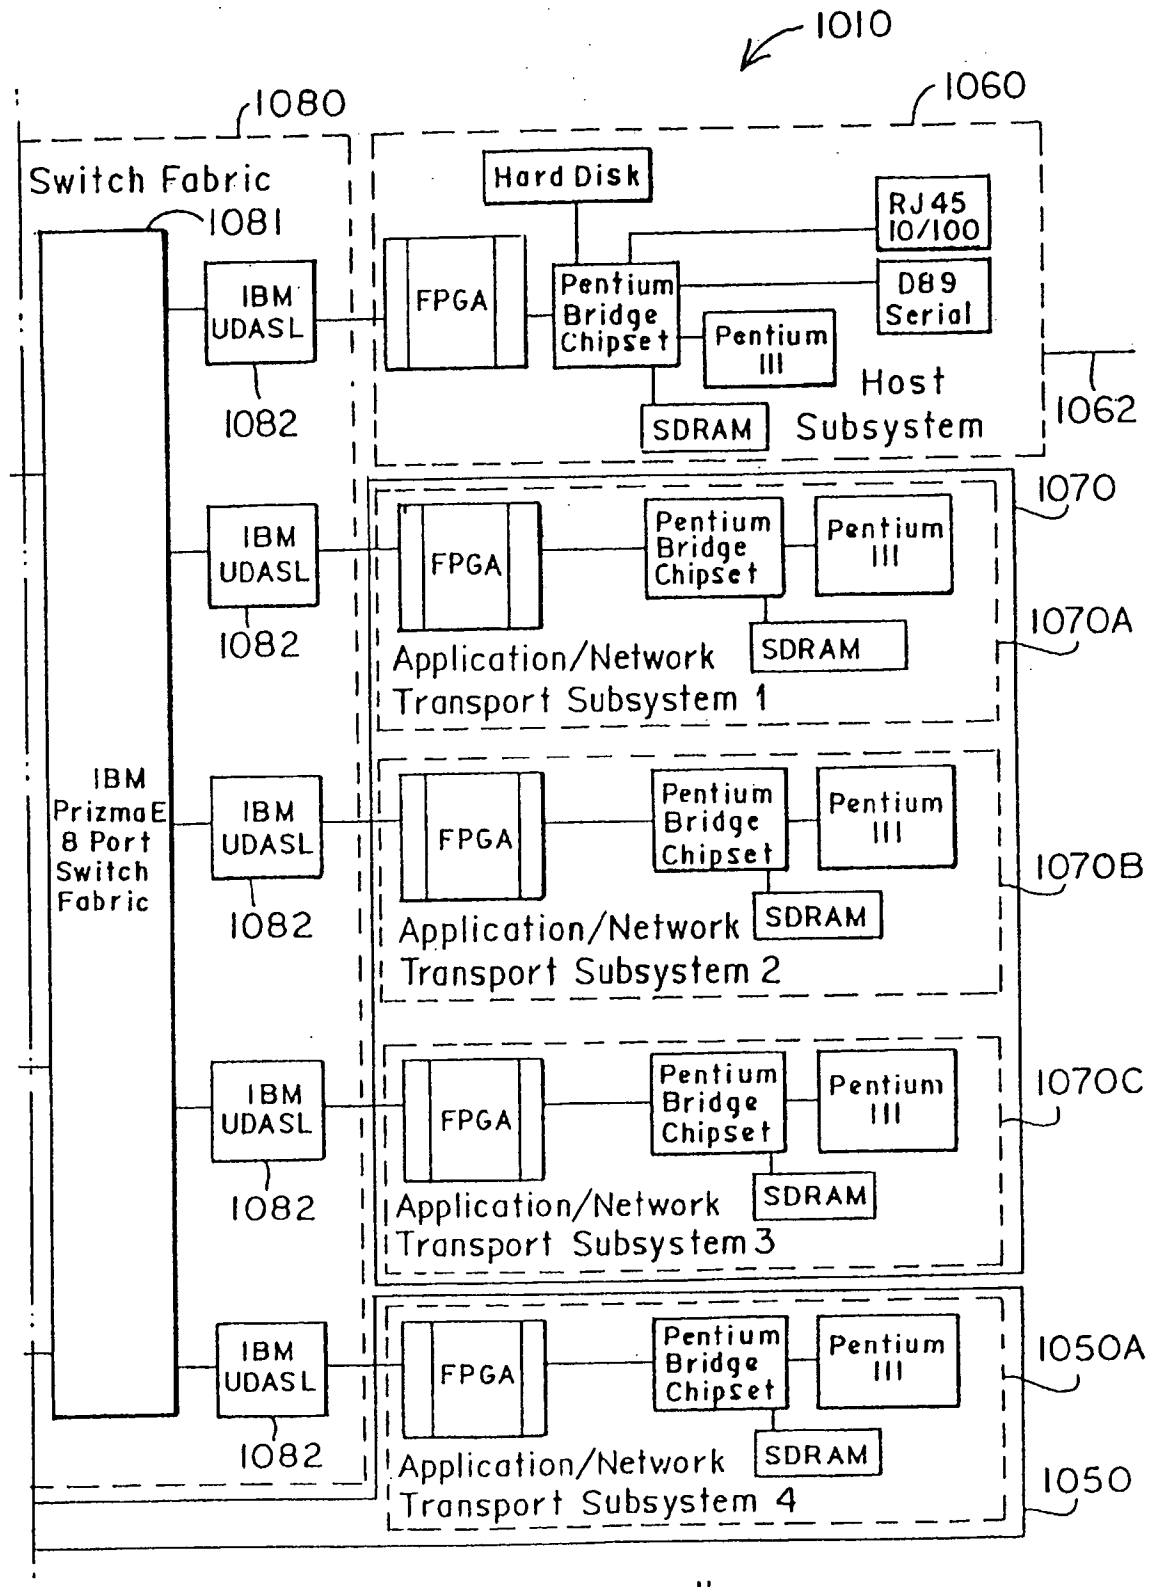 1010
1080
1060
Switch Fabric
1081
Hard Disk
RJ45
10/100
IBM
UDASL
FPGA
Pentium
Bridge
Chipset
D89
Serial
Pentium
III
1082
SDRAM
Host
Subsystem
1062
1070
IBM
UDASL
FPGA
Pentium
Bridge
Chipset
Pentium
III
1082
1070A
SDRAM
Application/Network
Transport Subsystem 1
IBM
PrizmaE
8 Port
Switch
Fabric
IBM
UDASL
FPGA
Pentium
Bridge
Chipset
Pentium
III
1070B
1082
SDRAM
Application/Network
Transport Subsystem 2
IBM
UDASL
FPGA
Pentium
Bridge
Chipset
Pentium
III
1070C
1082
SDRAM
Application/Network
Transport Subsystem 3
IBM
UDASL
FPGA
Pentium
Bridge
Chipset
Pentium
III
1050A
1082
SDRAM
Application/Network
Transport Subsystem 4
1050